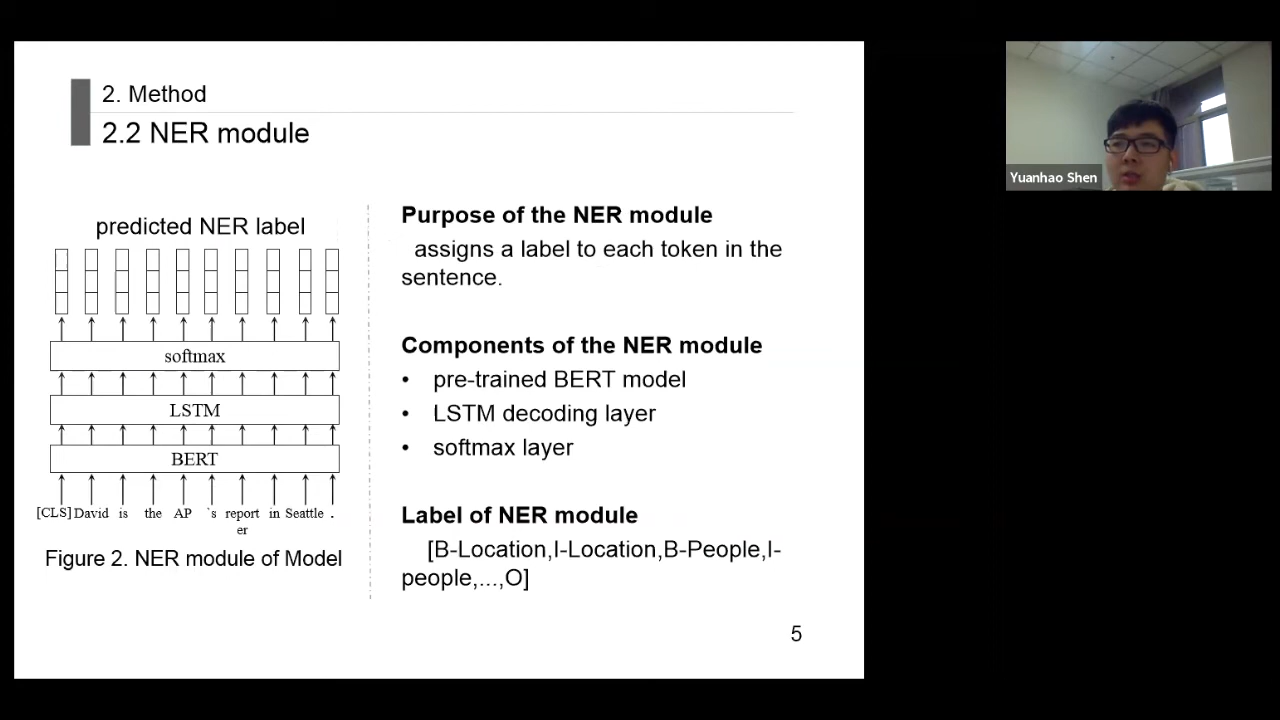 2. Method
2.2 NER module
predicted NER label
softmax
LSTM
BERT
[CLS] David is the AP `s report in Seattle .
er
Figure 2. NER module of Model
Purpose of the NER module
assigns a label to each token in the
sentence.
Components of the NER module
• pre-trained BERT model
• LSTM decoding layer
• softmax layer
Label of NER module
[B-Location,I-Location,B-People,I-
people,...,O]
5
Yuanhao Shen